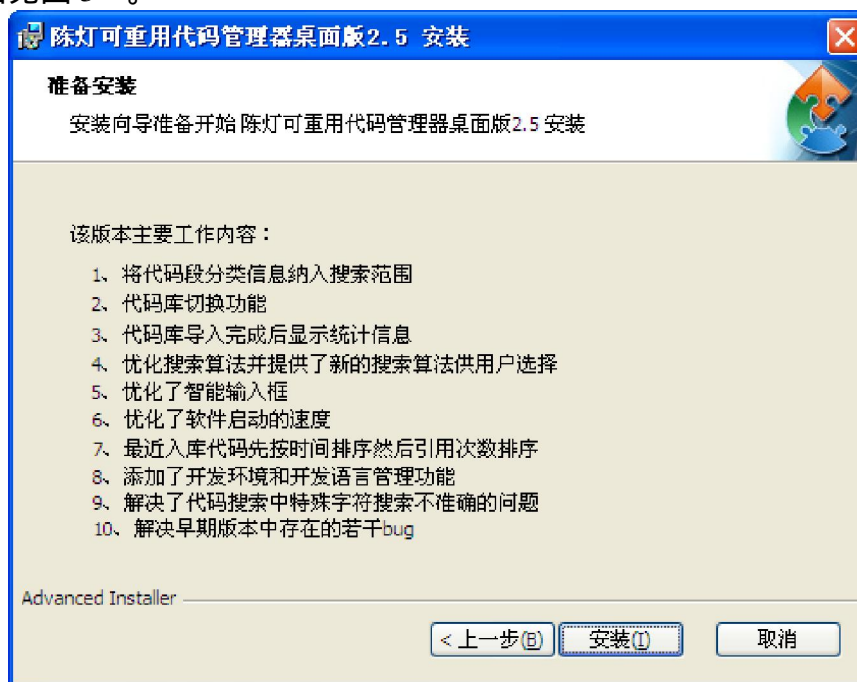 陈灯可重用代码管理器桌面版2.5 安装
准备安装
安装向导准备开始 陈灯可重用代码管理器桌面版2.5 安装
该版本主要工作内容：
1、将代码段分类信息纳入搜索范围
2、代码库切换功能
3、代码库导入完成后显示统计信息
4、优化搜索算法并提供了新的搜索算法供用户选择
5、优化了智能输入框
6、优化了软件启动的速度
7、最近入库代码先按时间排序然后引用次数排序
8、添加了开发环境和开发语言管理功能
9、解决了代码搜索中特殊字符搜索不准确的问题
10、解决早期版本中存在的若干bug
Advanced Installer
<上一步(B) 安装(I) 取消